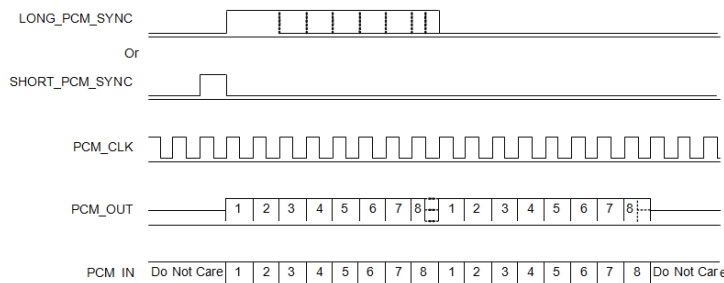 LONG_PCM_SYNC
Or
SHORT_PCM_SYNC
PCM_CLK
PCM_OUT 1 2 3 4 5 6 7 8 1 2 3 4 5 6 7 8
PCM IN Do Not Care 1 2 3 4 5 6 7 8 1 2 3 4 5 6 7 8 Do Not Care